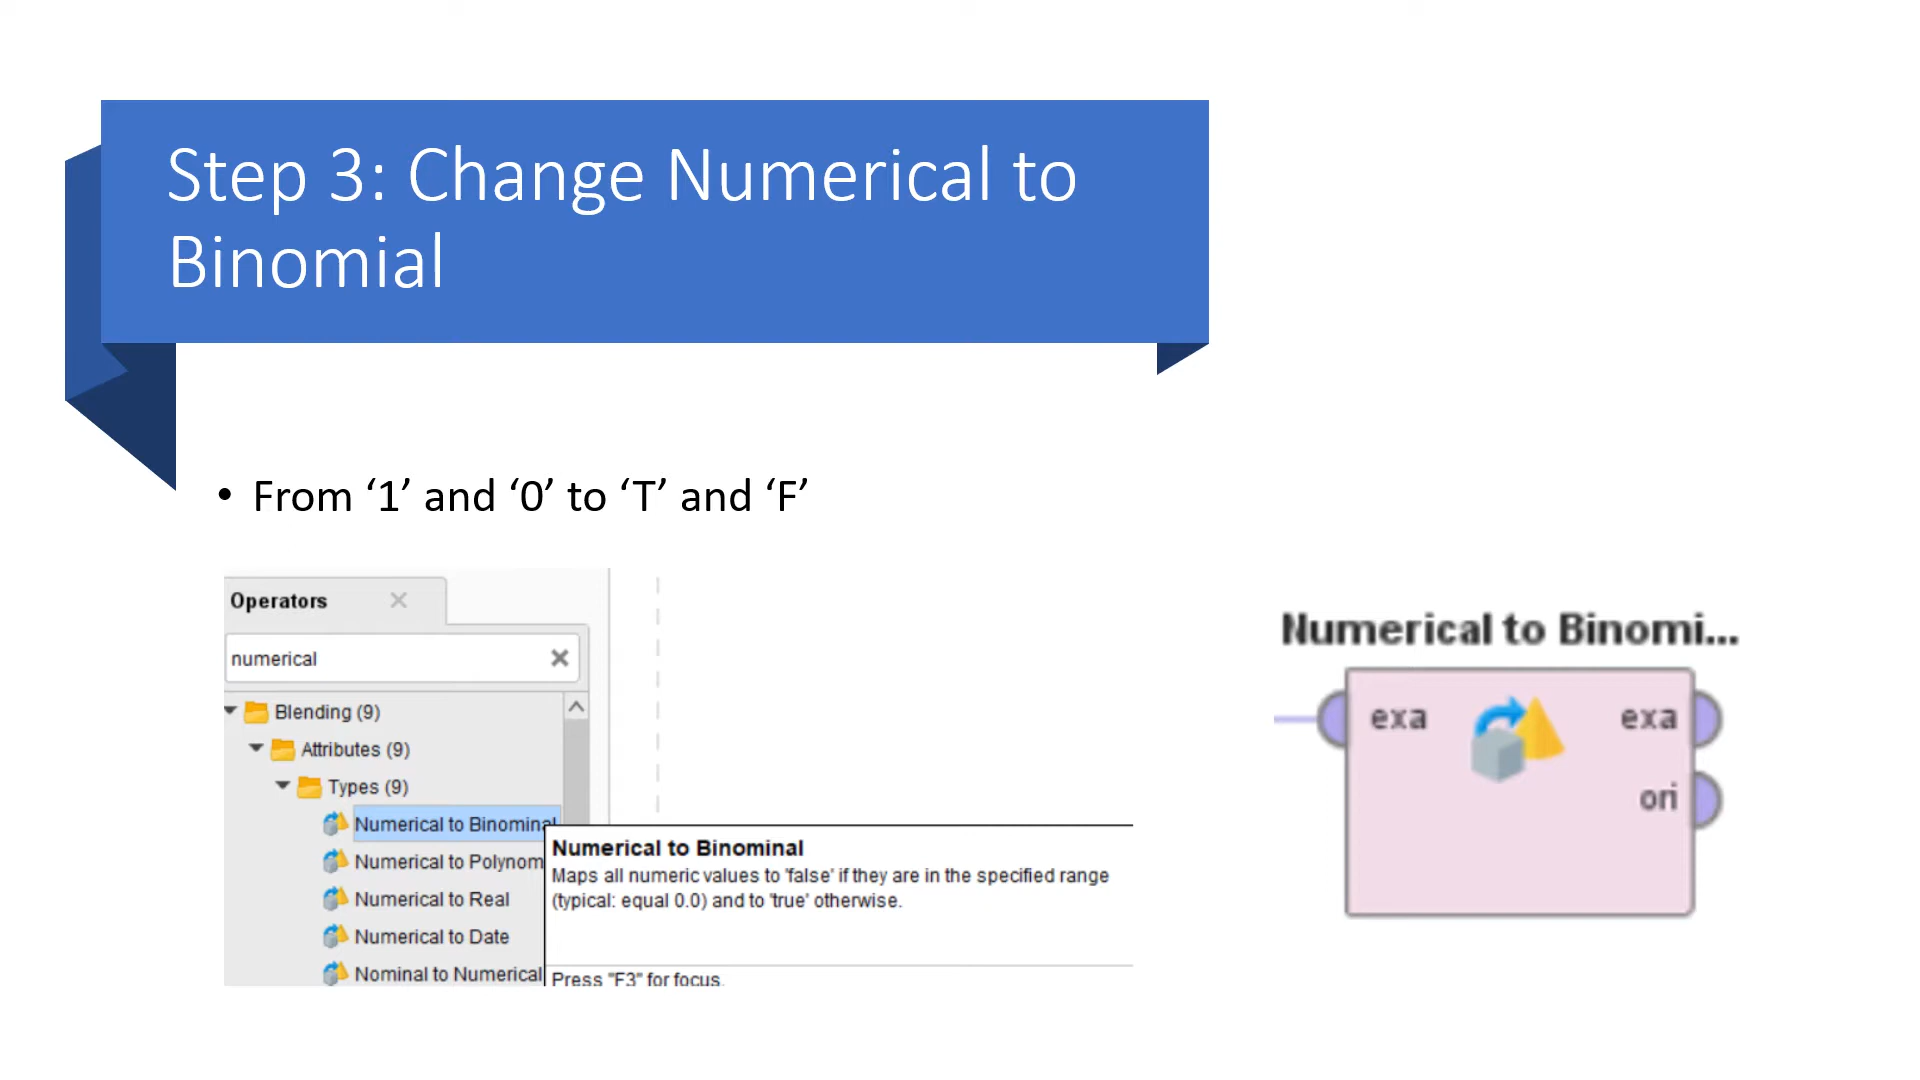 Step 3: Change Numerical to
Binomial
• From ‘1’ and ‘0’ to ‘T’ and ‘F’
Operators
numerical
Blending (9)
Attributes (9)
Types (9)
Numerical to Binominal
Numerical to Polynom
Numerical to Real
Numerical to Date
Nominal to Numerical
Numerical to Binominal
Maps all numeric values to 'false' if they are in the specified range
(typical: equal 0.0) and to 'true' otherwise.
Press "F3" for focus.
Numerical to Binomi...
exa exa
ori